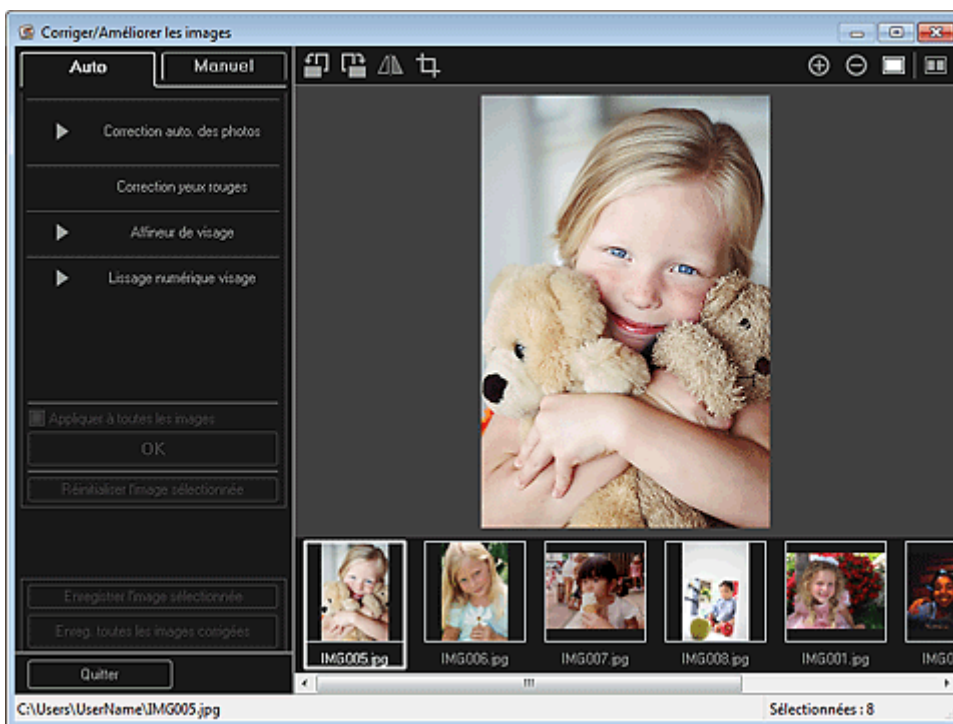 Corriger/Améliorer les images
Auto
Manuel
Correction auto. des photos
Correction yeux rouges
Affineur de visage
Lissage numérique visage
Appliquer à toutes les images
OK
Réinitialiser l'image sélectionnée
Enregistrer l'image sélectionnée
Enreg. toutes les images corrigées
Quitter
IMG005.jpg
IMG006.jpg
IMG007.jpg
IMG008.jpg
IMG001.jpg
C:\Users\UserName\IMG005.jpg
Sélectionnées : 8